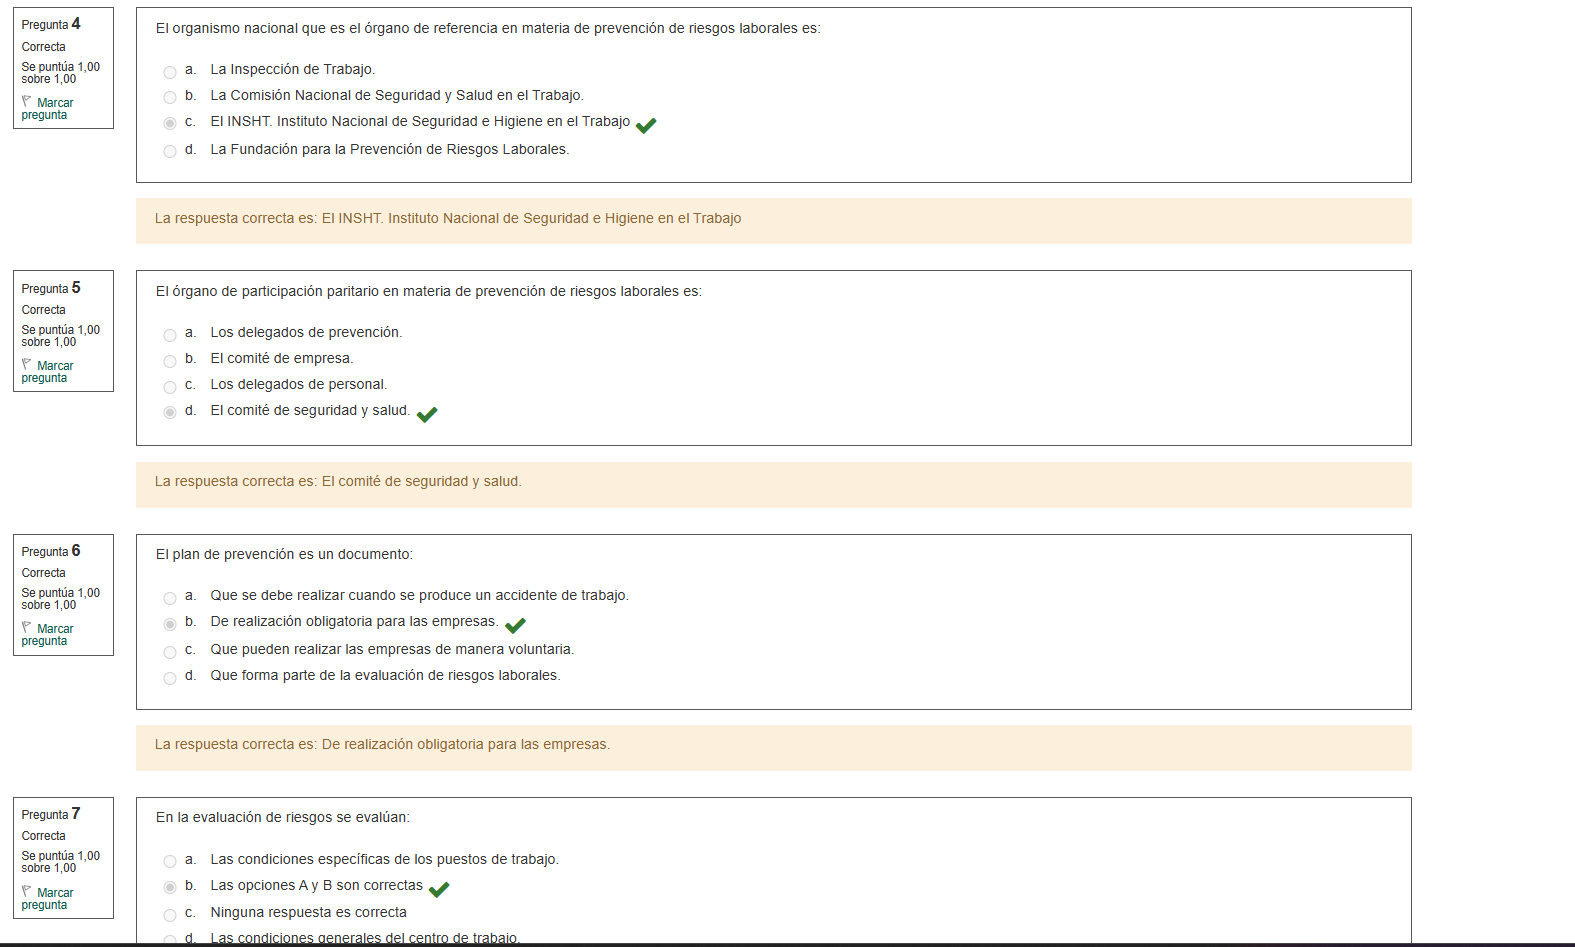 Pregunta 4
Correcta
Se puntúa 1,00
sobre 1,00
Marcar
pregunta
El organismo nacional que es el órgano de referencia en materia de prevención de riesgos laborales es:
a. La Inspección de Trabajo.
b. La Comisión Nacional de Seguridad y Salud en el Trabajo.
c. El INSHT. Instituto Nacional de Seguridad e Higiene en el Trabajo
d. La Fundación para la Prevención de Riesgos Laborales.
La respuesta correcta es: El INSHT. Instituto Nacional de Seguridad e Higiene en el Trabajo
Pregunta 5
Correcta
Se puntúa 1,00
sobre 1,00
Marcar
pregunta
El órgano de participación paritario en materia de prevención de riesgos laborales es:
a. Los delegados de prevención.
b. El comité de empresa.
c. Los delegados de personal.
d. El comité de seguridad y salud.
La respuesta correcta es: El comité de seguridad y salud.
Pregunta 6
Correcta
Se puntúa 1,00
sobre 1,00
Marcar
pregunta
El plan de prevención es un documento:
a. Que se debe realizar cuando se produce un accidente de trabajo.
b. De realización obligatoria para las empresas.
c. Que pueden realizar las empresas de manera voluntaria.
d. Que forma parte de la evaluación de riesgos laborales.
La respuesta correcta es: De realización obligatoria para las empresas.
Pregunta 7
Correcta
Se puntúa 1,00
sobre 1,00
Marcar
pregunta
En la evaluación de riesgos se evalúan:
a. Las condiciones específicas de los puestos de trabajo.
b. Las opciones A y B son correctas
c. Ninguna respuesta es correcta
d. Las condiciones generales del centro de trabajo.